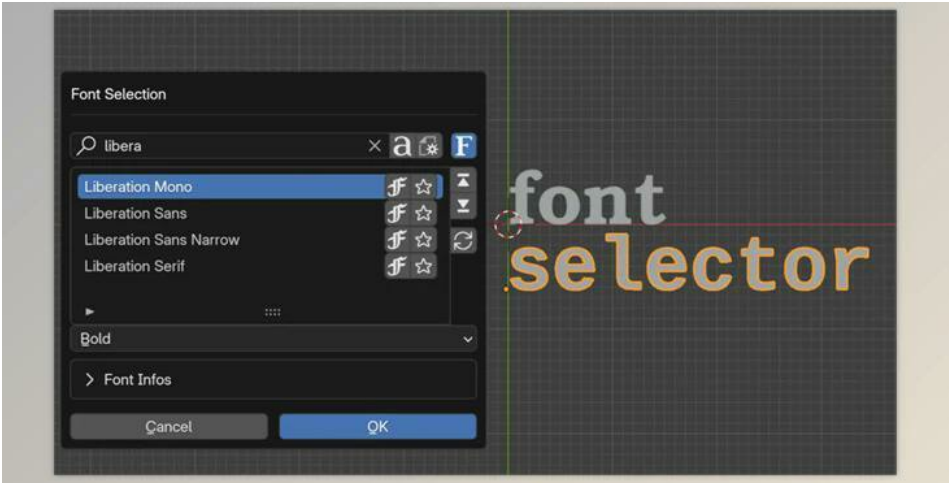 Font Selection
libera
a F
Liberation Mono
Liberation Sans
Liberation Sans Narrow
Liberation Serif
Bold
Font Infos
Cancel OK
font
selector